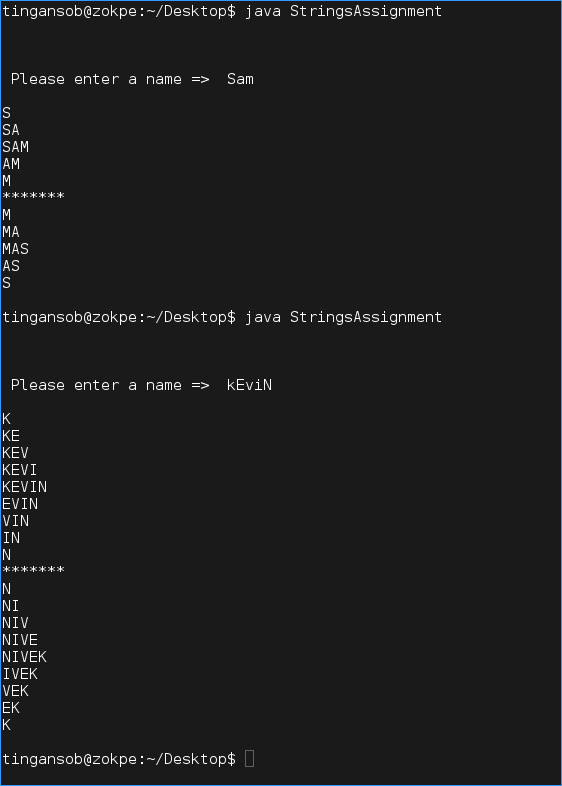 tingansob@zokpe:~/Desktop$ java StringsAssignment
Please enter a name =>  Sam
S
SA
SAM
AM
M
*******
M
MA
MAS
AS
S
tingansob@zokpe:~/Desktop$ java StringsAssignment
Please enter a name =>  kEviN
K
KE
KEV
KEVI
KEVIN
EVIN
VIN
IN
N
*******
N
NI
NIV
NIVE
NIVEK
IVEK
VEK
EK
K
tingansob@zokpe:~/Desktop$